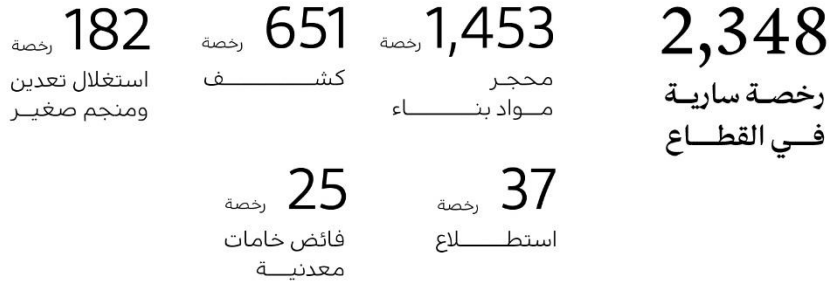 2,348
رخصة سارية
في القطاع
1,453 رخصة
محجر
مواد بناء
651 رخصة
كشف
182 رخصة
استغلال تعدين
ومنجم صغير
37 رخصة
استطلاع
25 رخصة
فائض خامات
معدنية